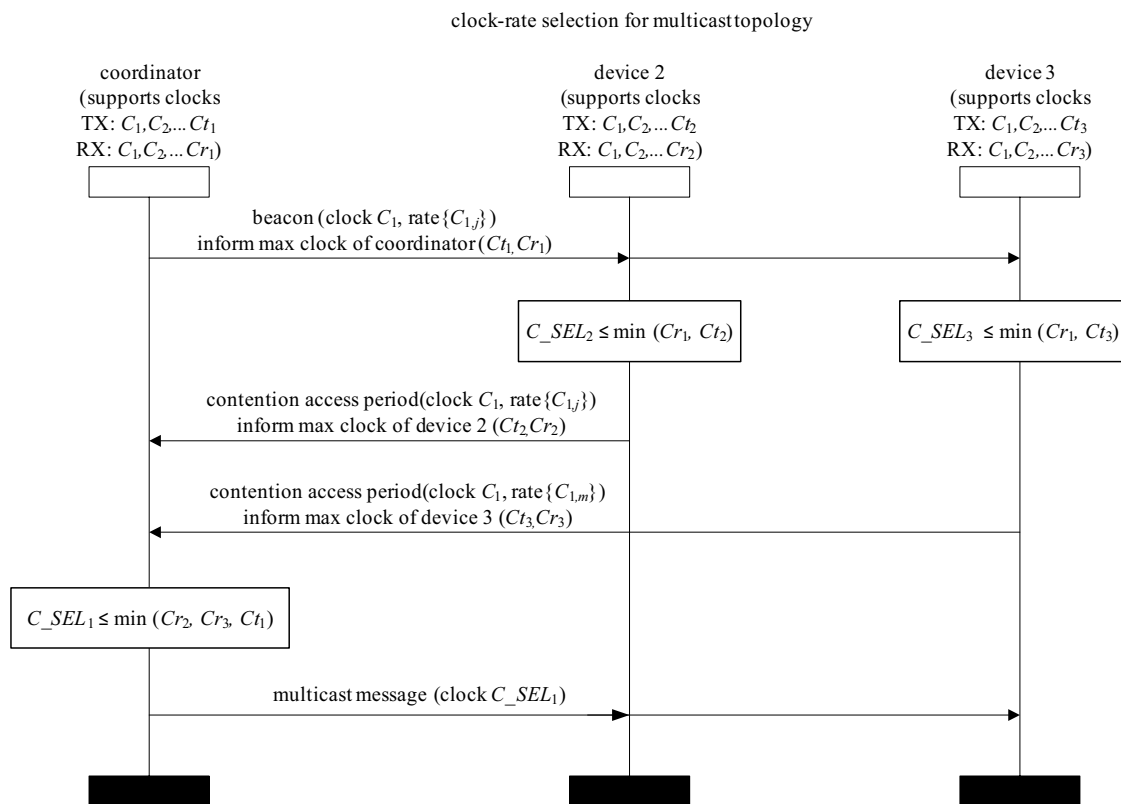 clock-rate selection for multicast topology
coordinator
(supports clocks
TX: C₁,C₂,... Ct₁
RX: C₁,C₂,... Cr₁)
device 2
(supports clocks
TX: C₁,C₂,... Ct₂
RX: C₁,C₂,... Cr₂)
device 3
(supports clocks
TX: C₁,C₂,... Ct₃
RX: C₁,C₂,... Cr₃)
beacon (clock C₁, rate{C₁,ⱼ})
inform max clock of coordinator (Ct₁,Cr₁)
C_SEL₂ ≤ min (Cr₁, Ct₂)
C_SEL₃ ≤ min (Cr₁, Ct₃)
contention access period(clock C₁, rate{C₁,ⱼ})
inform max clock of device 2 (Ct₂,Cr₂)
contention access period(clock C₁, rate{C₁,ₘ})
inform max clock of device 3 (Ct₃,Cr₃)
C_SEL₁ ≤ min (Cr₂, Cr₃, Ct₁)
multicast message (clock C_SEL₁)